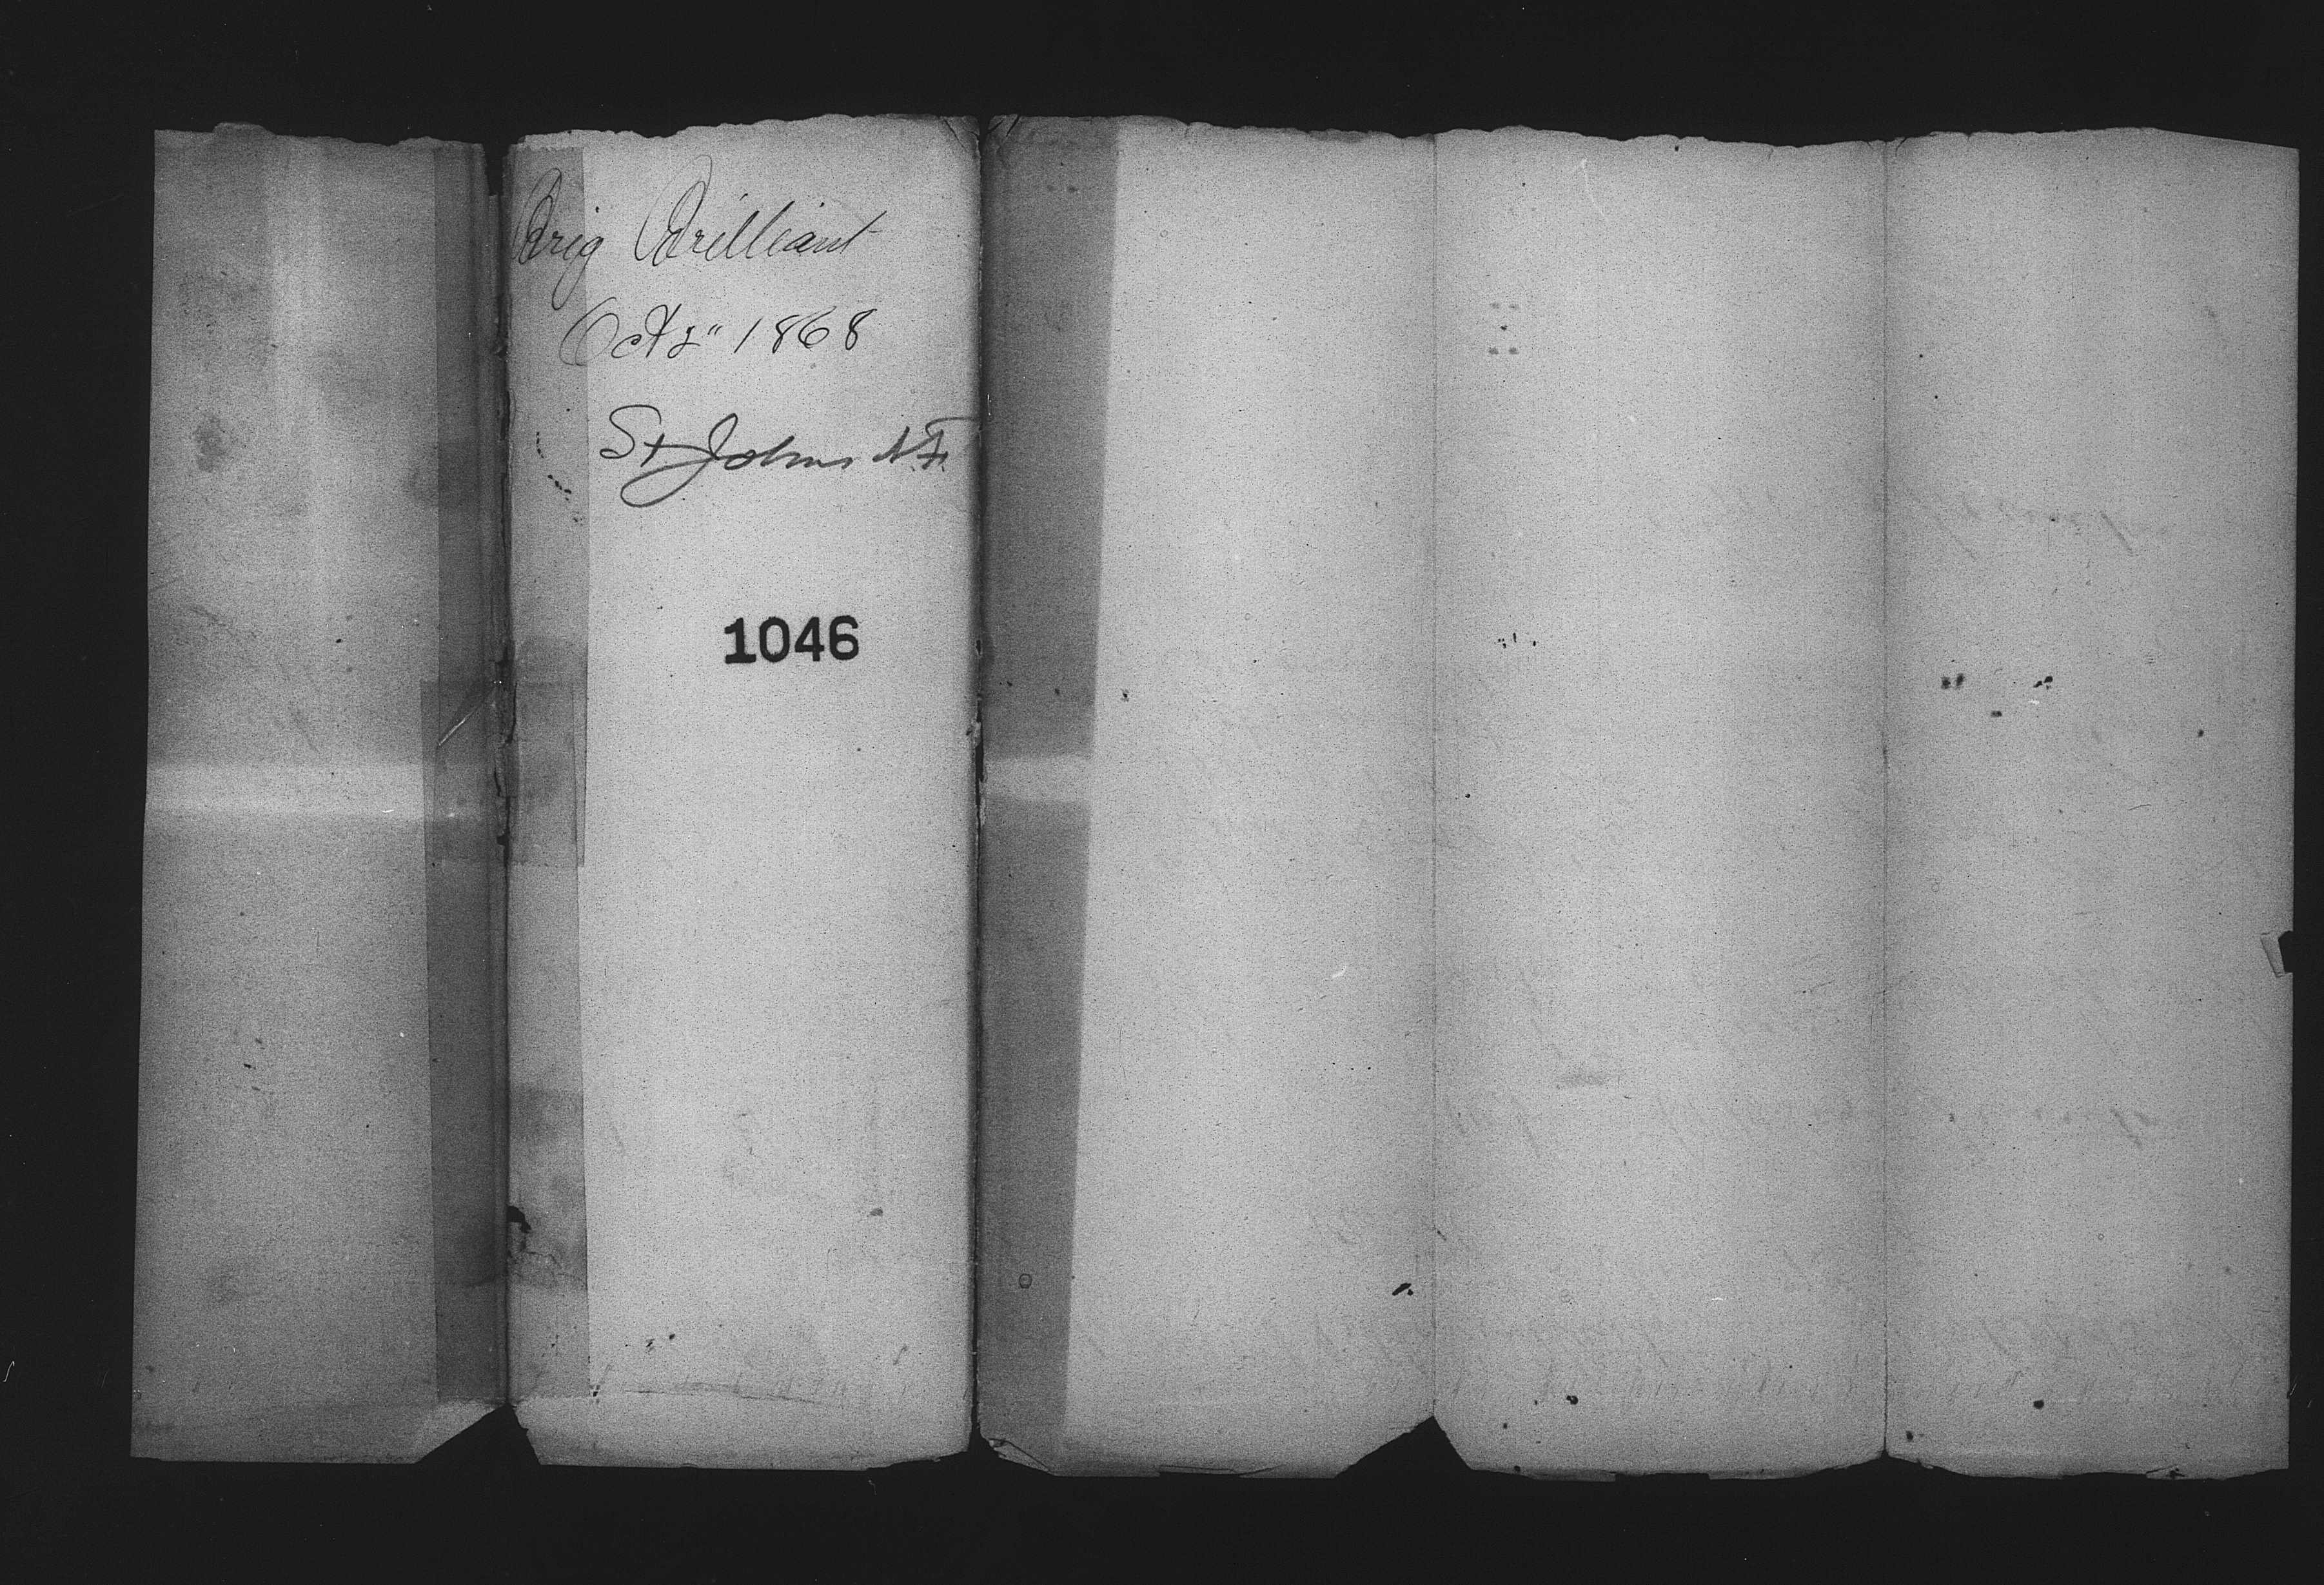 Brig Brilliant
Oct 2" 1868
St Johns N.F.
1046